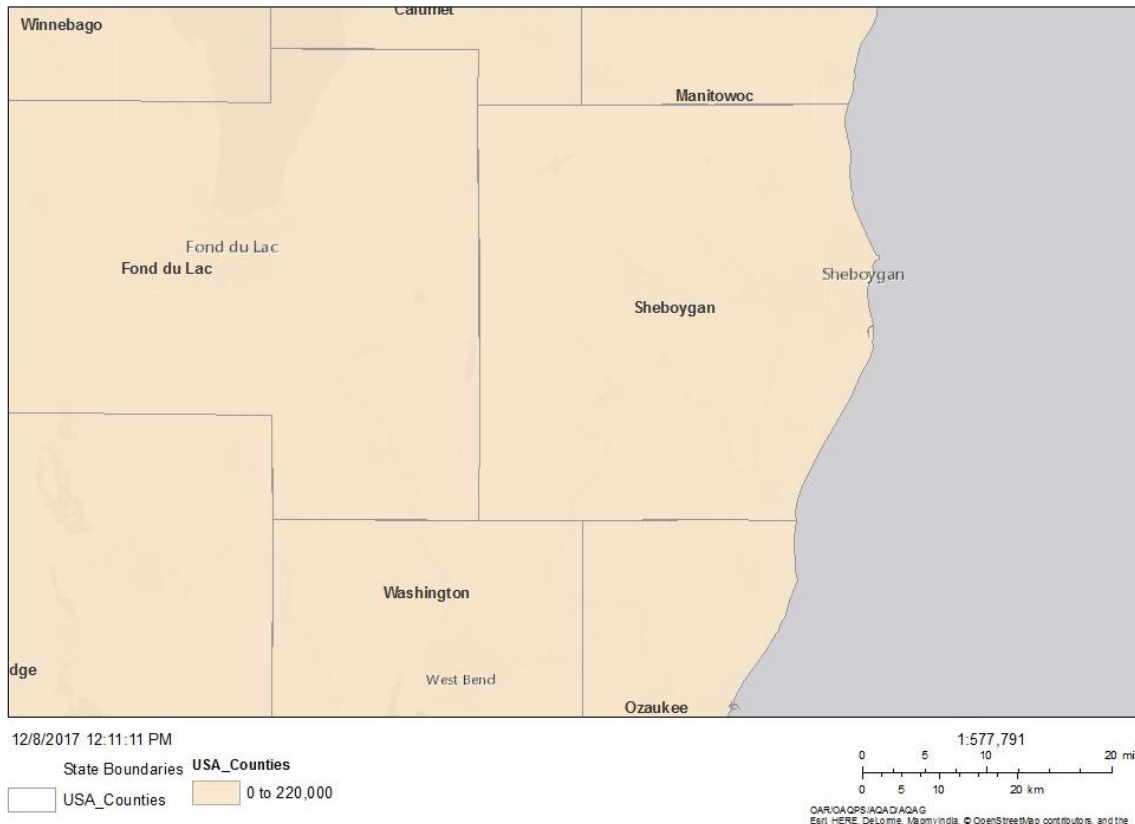 Winnebago
Calumet
Manitowoc
Fond du Lac
Fond du Lac
Sheboygan
Sheboygan
Washington
dge
West Bend
Ozaukee
12/8/2017 12:11:11 PM
State Boundaries
USA_Counties
USA_Counties
0 to 220,000
1:577,791
0 5 10 20 mi
0 5 10 20 km
OAR/OAQPS/AQAD/AQAG
Esri, HERE, DeLorme, MapmyIndia, © OpenStreetMap contributors, and the